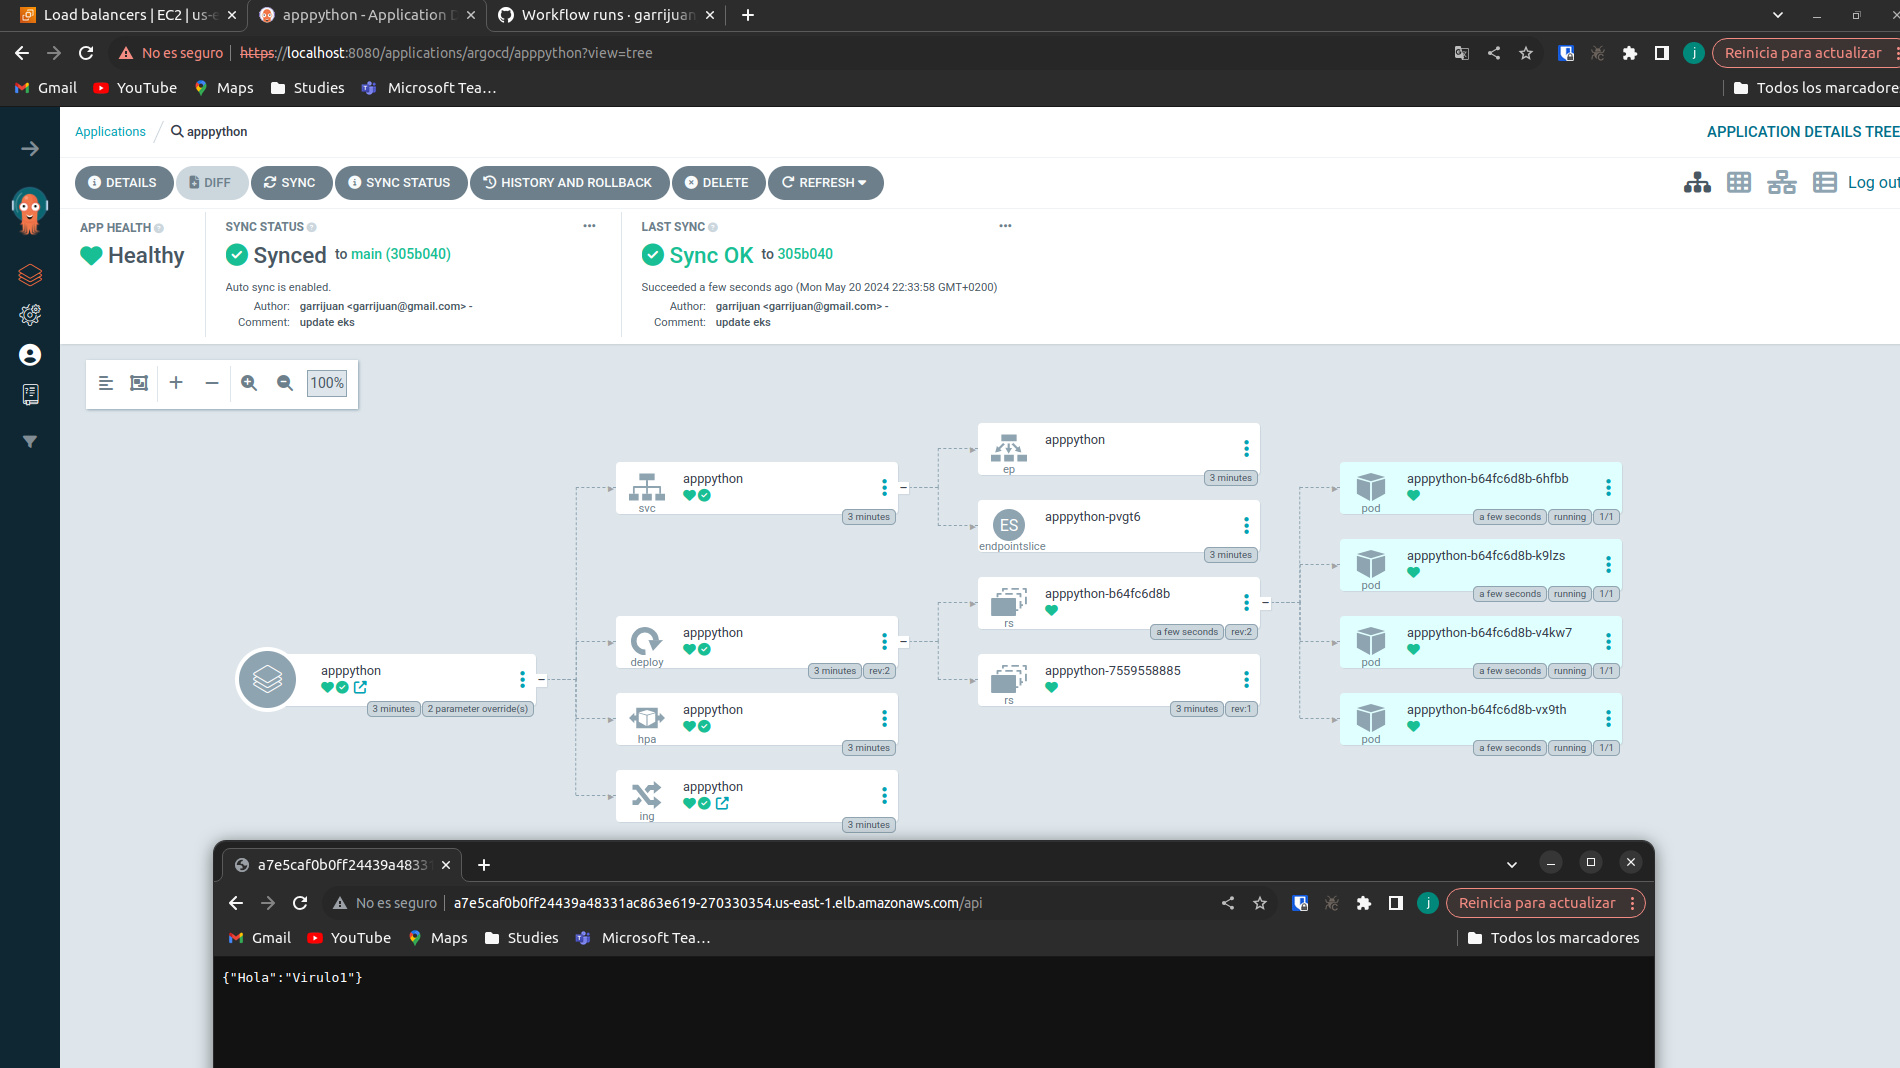 Load balancers | EC2 | us-e
apppython - Application D
Workflow runs · garrijuan
No es seguro
https://localhost:8080/applications/argocd/apppython?view=tree
j
Reinicia para actualizar
Gmail
YouTube
Maps
Studies
Microsoft Tea…
Todos los marcadore
Applications
apppython
APPLICATION DETAILS TREE
DETAILS
DIFF
SYNC
SYNC STATUS
HISTORY AND ROLLBACK
DELETE
REFRESH
Log out
APP HEALTH
Healthy
SYNC STATUS
Synced to main (305b040)
Auto sync is enabled.
Author: garrijuan <garrijuan@gmail.com> -
Comment: update eks
LAST SYNC
Sync OK to 305b040
Succeeded a few seconds ago (Mon May 20 2024 22:33:58 GMT+0200)
Author: garrijuan <garrijuan@gmail.com> -
Comment: update eks
100%
apppython
3 minutes
2 parameter override(s)
svc
apppython
3 minutes
deploy
apppython
3 minutes
rev:2
hpa
apppython
3 minutes
ing
apppython
3 minutes
ep
apppython
3 minutes
ES
endpointslice
apppython-pvgt6
3 minutes
rs
apppython-b64fc6d8b
a few seconds
rev:2
rs
apppython-7559558885
3 minutes
rev:1
pod
apppython-b64fc6d8b-6hfbb
a few seconds
running
1/1
pod
apppython-b64fc6d8b-k9lzs
a few seconds
running
1/1
pod
apppython-b64fc6d8b-v4kw7
a few seconds
running
1/1
pod
apppython-b64fc6d8b-vx9th
a few seconds
running
1/1
a7e5caf0b0ff24439a48331
No es seguro
a7e5caf0b0ff24439a48331ac863e619-270330354.us-east-1.elb.amazonaws.com/api
j
Reinicia para actualizar
Gmail
YouTube
Maps
Studies
Microsoft Tea…
Todos los marcadores
{"Hola":"Virulo1"}